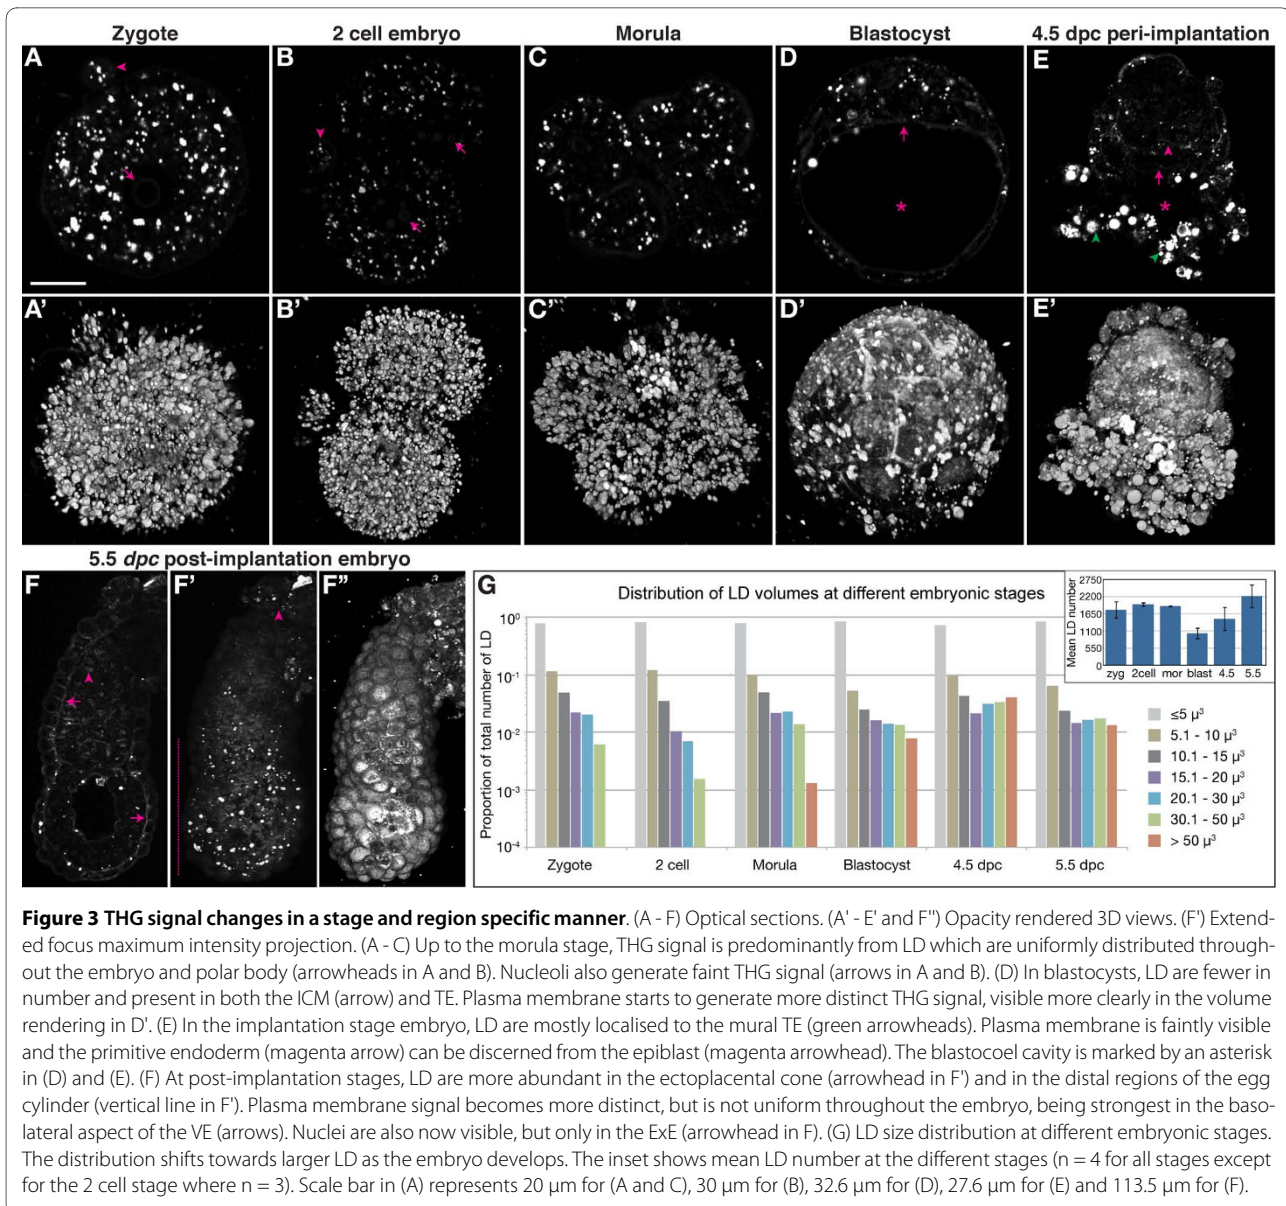 Zygote
2 cell embryo
Morula
Blastocyst
4.5 dpc peri-implantation
A
B
C
D
E
*
*
A'
B'
C'
D'
E'
5.5 dpc post-implantation embryo
F
F'
F"
G
Distribution of LD volumes at different embryonic stages
Proportion of total number of LD
10⁰
10⁻¹
10⁻²
10⁻³
10⁻⁴
Zygote
2 cell
Morula
Blastocyst
4.5 dpc
5.5 dpc
Mean LD number
2750
2200
1650
1100
550
0
zyg 2cell mor blast 4.5 5.5
≤5 µ³
5.1 - 10 µ³
10.1 - 15 µ³
15.1 - 20 µ³
20.1 - 30 µ³
30.1 - 50 µ³
> 50 µ³
Figure 3 THG signal changes in a stage and region specific manner. (A - F) Optical sections. (A' - E' and F") Opacity rendered 3D views. (F') Extend-
ed focus maximum intensity projection. (A - C) Up to the morula stage, THG signal is predominantly from LD which are uniformly distributed through-
out the embryo and polar body (arrowheads in A and B). Nucleoli also generate faint THG signal (arrows in A and B). (D) In blastocysts, LD are fewer in
number and present in both the ICM (arrow) and TE. Plasma membrane starts to generate more distinct THG signal, visible more clearly in the volume
rendering in D'. (E) In the implantation stage embryo, LD are mostly localised to the mural TE (green arrowheads). Plasma membrane is faintly visible
and the primitive endoderm (magenta arrow) can be discerned from the epiblast (magenta arrowhead). The blastocoel cavity is marked by an asterisk
in (D) and (E). (F) At post-implantation stages, LD are more abundant in the ectoplacental cone (arrowhead in F') and in the distal regions of the egg
cylinder (vertical line in F'). Plasma membrane signal becomes more distinct, but is not uniform throughout the embryo, being strongest in the baso-
lateral aspect of the VE (arrows). Nuclei are also now visible, but only in the ExE (arrowhead in F). (G) LD size distribution at different embryonic stages.
The distribution shifts towards larger LD as the embryo develops. The inset shows mean LD number at the different stages (n = 4 for all stages except
for the 2 cell stage where n = 3). Scale bar in (A) represents 20 µm for (A and C), 30 µm for (B), 32.6 µm for (D), 27.6 µm for (E) and 113.5 µm for (F).